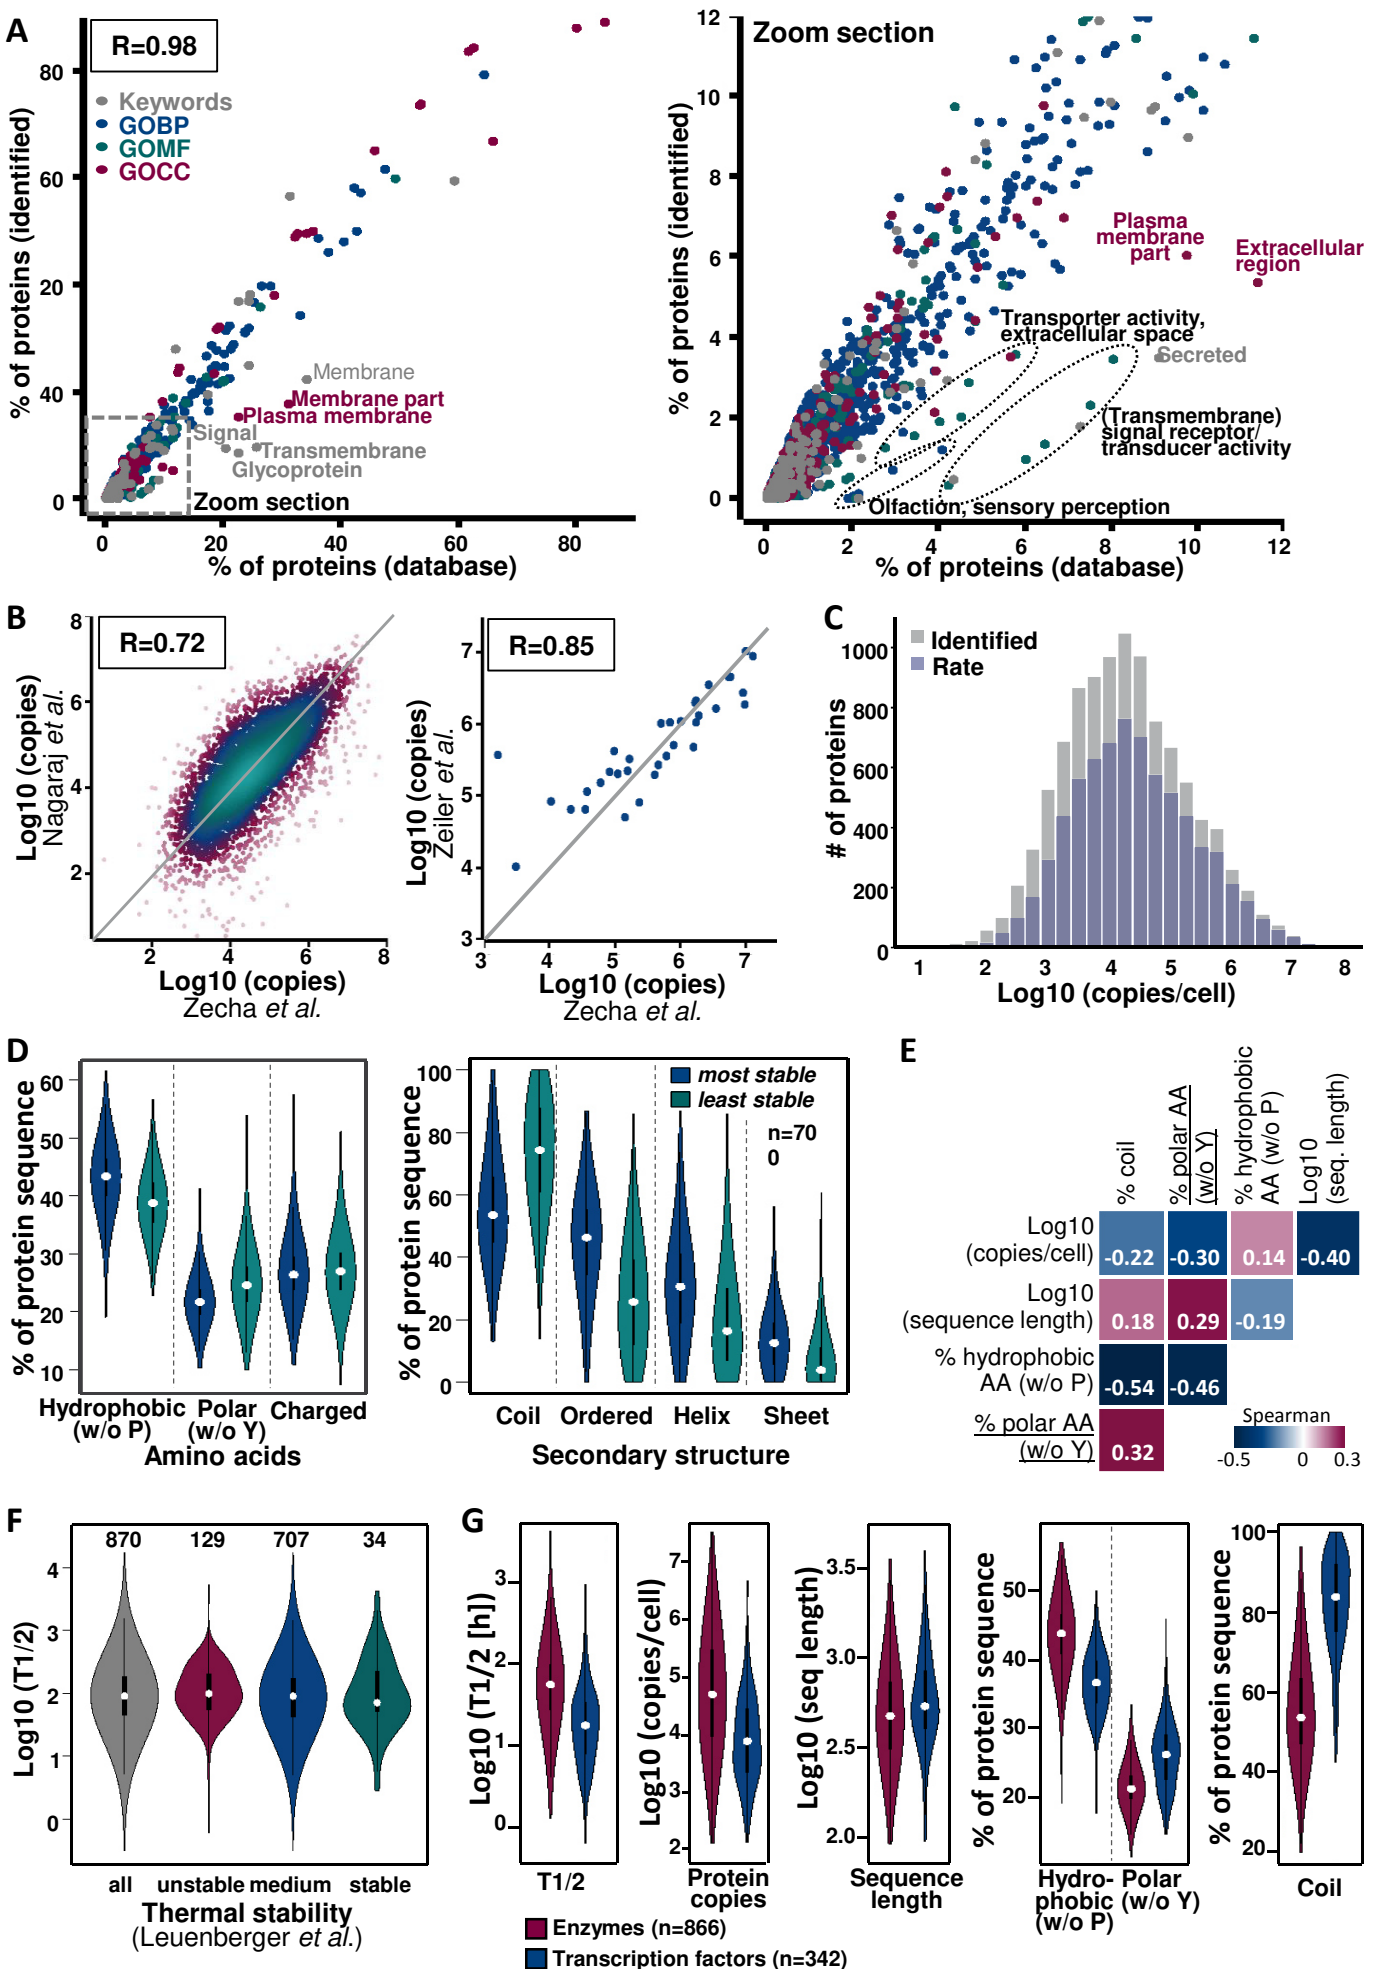 A
R=0.98
Keywords
GOBP
GOMF
GOCC
% of proteins (identified)
80
60
20
40
0
Membrane
Membrane part
Plasma membrane
Signal
Transmembrane
Glycoprotein
Zoom section
0
20
40
60
80
% of proteins (database)
Zoom section
% of proteins (identified)
12
10
8
6
4
2
0
Plasma
membrane
part
Extracellular
region
Transporter activity,
extracellular space
Secreted
(Transmembrane)
signal receptor/
transducer activity
Olfaction, sensory perception
0
2
4
6
8
10
12
% of proteins (database)
B
R=0.72
Log10 (copies)
Nagaraj et al.
8
6
4
2
2
4
6
8
Log10 (copies)
Zecha et al.
R=0.85
Log10 (copies)
Zeiler et al.
7
6
5
4
3
3
4
5
6
7
Log10 (copies)
Zecha et al.
C
Identified
Rate
# of proteins
1000
800
600
400
200
0
1
2
3
4
5
6
7
8
Log10 (copies/cell)
D
% of protein sequence
60
50
40
30
20
10
Hydrophobic
(w/o P)
Polar
(w/o Y)
Charged
Amino acids
% of protein sequence
100
80
60
40
20
0
most stable
least stable
n=70
0
Coil
Ordered
Helix
Sheet
Secondary structure
E
% coil
% polar AA
(w/o Y)
% hydrophobic
AA (w/o P)
Log10
(seq. length)
Log10
(copies/cell)
-0.22
-0.30
0.14
-0.40
Log10
(sequence length)
0.18
0.29
-0.19
% hydrophobic
AA (w/o P)
-0.54
-0.46
% polar AA
(w/o Y)
0.32
Spearman
-0.5
0
0.3
F
870
129
707
34
Log10 (T1/2)
4
3
2
1
0
all
unstable
medium
stable
Thermal stability
(Leuenberger et al.)
G
Log10 (T1/2 [h])
3
2
1
0
T1/2
Log10 (copies/cell)
7
6
5
4
3
2
Protein
copies
Log10 (seq length)
3.5
3.0
2.5
2.0
Sequence
length
% of protein sequence
50
40
30
20
Hydro-
phobic
(w/o P)
Polar
(w/o Y)
% of protein sequence
100
80
60
40
20
Coil
Enzymes (n=866)
Transcription factors (n=342)